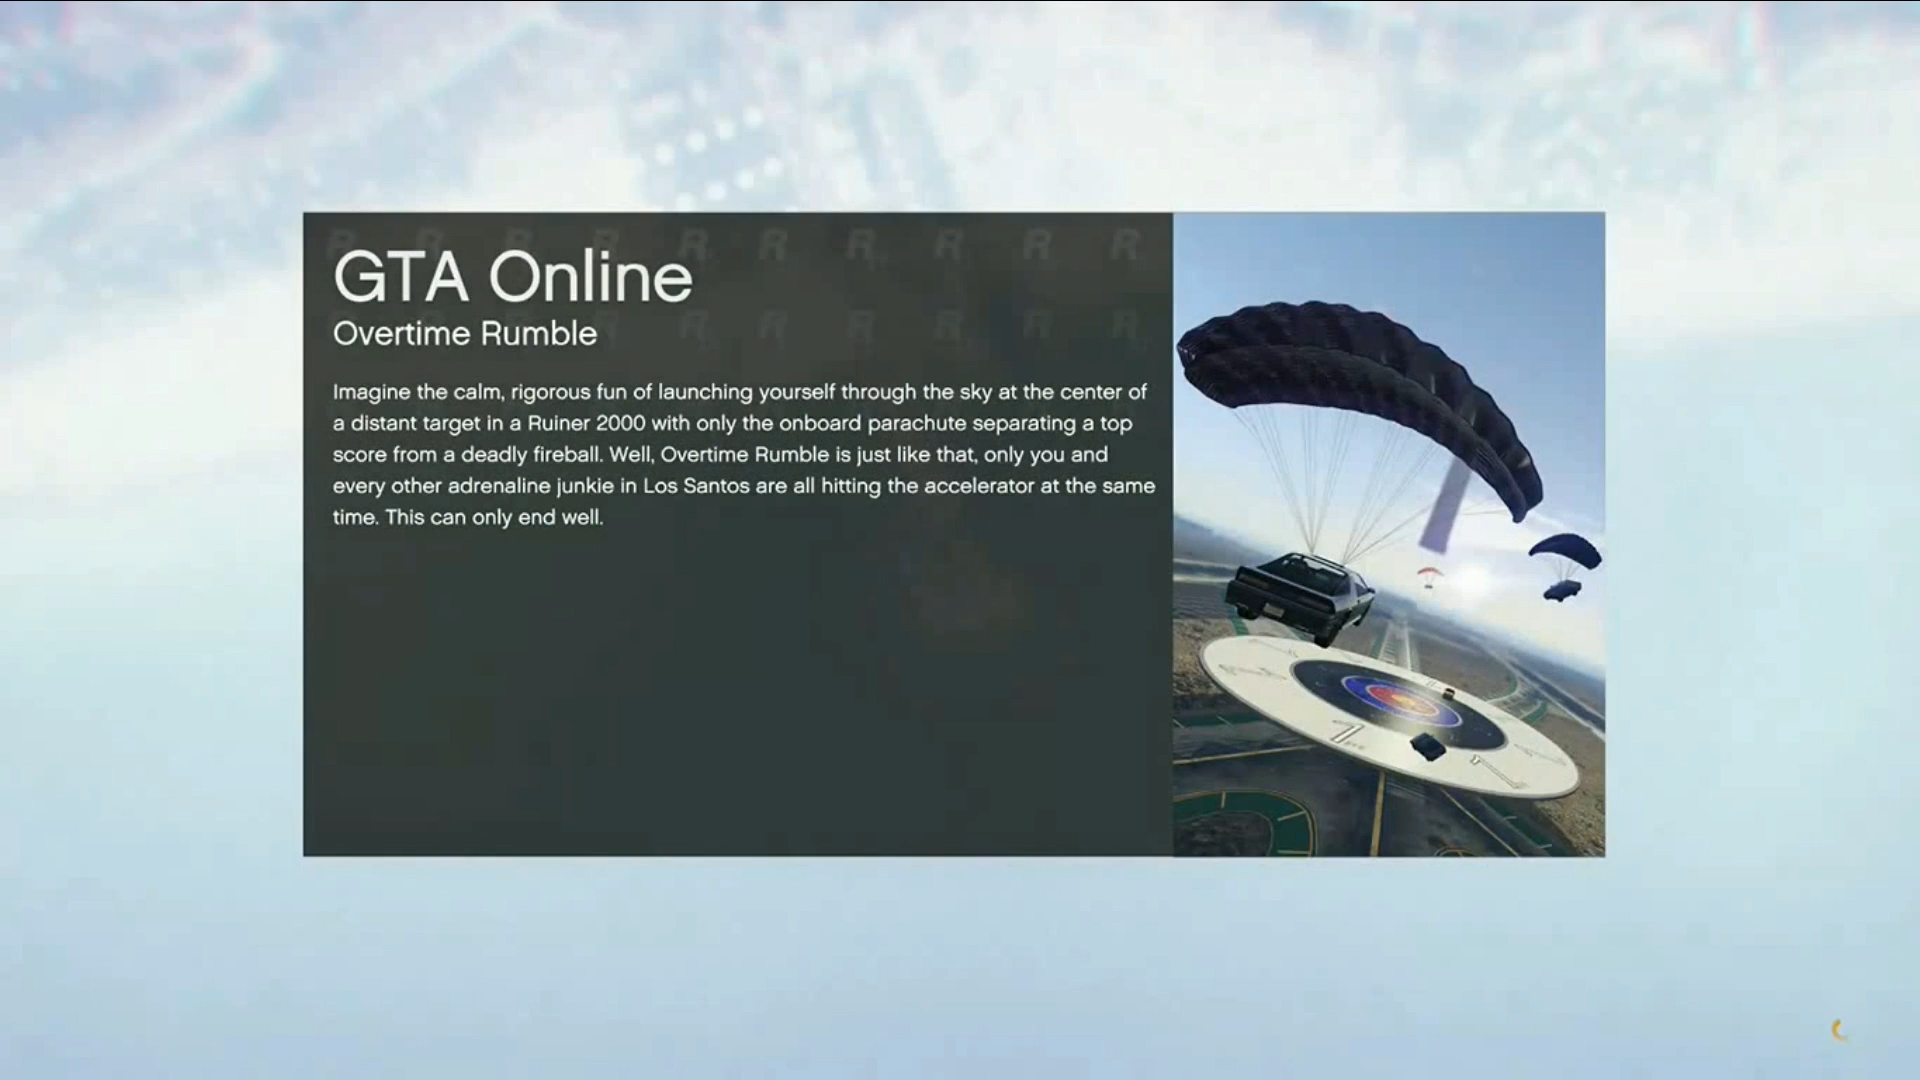 GTA Online
Overtime Rumble
Imagine the calm, rigorous fun of launching yourself through the sky at the center of
a distant target in a Ruiner 2000 with only the onboard parachute separating a top
score from a deadly fireball. Well, Overtime Rumble is just like that, only you and
every other adrenaline junkie in Los Santos are all hitting the accelerator at the same
time. This can only end well.
1